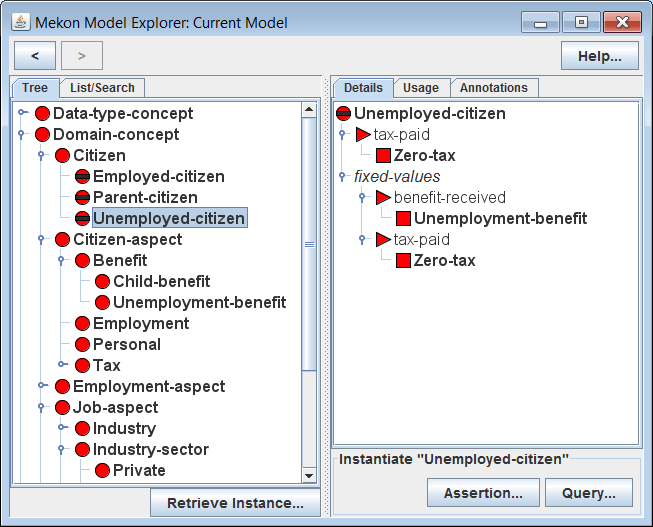 Mekon Model Explorer: Current Model
<
>
Help...
Tree
List/Search
Data-type-concept
Domain-concept
Citizen
Employed-citizen
Parent-citizen
Unemployed-citizen
Citizen-aspect
Benefit
Child-benefit
Unemployment-benefit
Employment
Personal
Tax
Employment-aspect
Job-aspect
Industry
Industry-sector
Private
Retrieve Instance...
Details
Usage
Annotations
Unemployed-citizen
tax-paid
Zero-tax
fixed-values
benefit-received
Unemployment-benefit
tax-paid
Zero-tax
Instantiate "Unemployed-citizen"
Assertion...
Query...